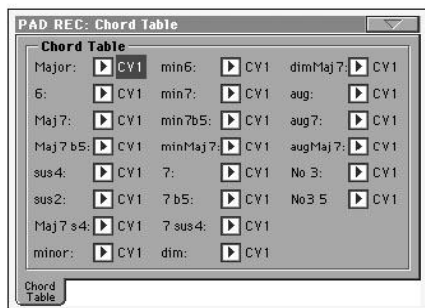 PAD REC: Chord Table
Chord Table
Major: CV1 min6: CV1 dimMaj7: CV1
6: CV1 min7: CV1 aug: CV1
Maj7: CV1 min7b5: CV1 aug7: CV1
Maj7b5: CV1 minMaj7: CV1 augMaj7: CV1
sus4: CV1 7: CV1 No 3: CV1
sus2: CV1 7b5: CV1 No3 5 CV1
Maj7s4: CV1 7sus4: CV1
minor: CV1 dim: CV1
Chord
Table